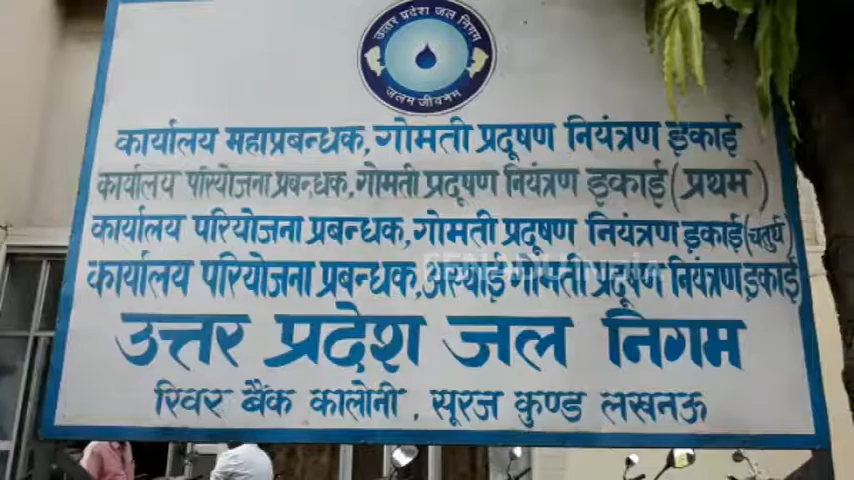 उत्तर प्रदेश जल निगम
जलम जीवनेम
कार्यालय महाप्रबन्धक, गोमती प्रदूषण नियंत्रण इकाई
कार्यालय परियोजना प्रबन्धक, गोमती प्रदूषण नियंत्रण इकाई (प्रथम)
कार्यालय परियोजना प्रबन्धक, गोमती प्रदूषण नियंत्रण इकाई (चतुर्थ)
कार्यालय परियोजना प्रबन्धक, अस्थाई गोमती प्रदूषण नियंत्रण इकाई
उत्तर प्रदेश जल निगम
रिवर बैंक कालोनी, सूरज कुण्ड लखनऊ